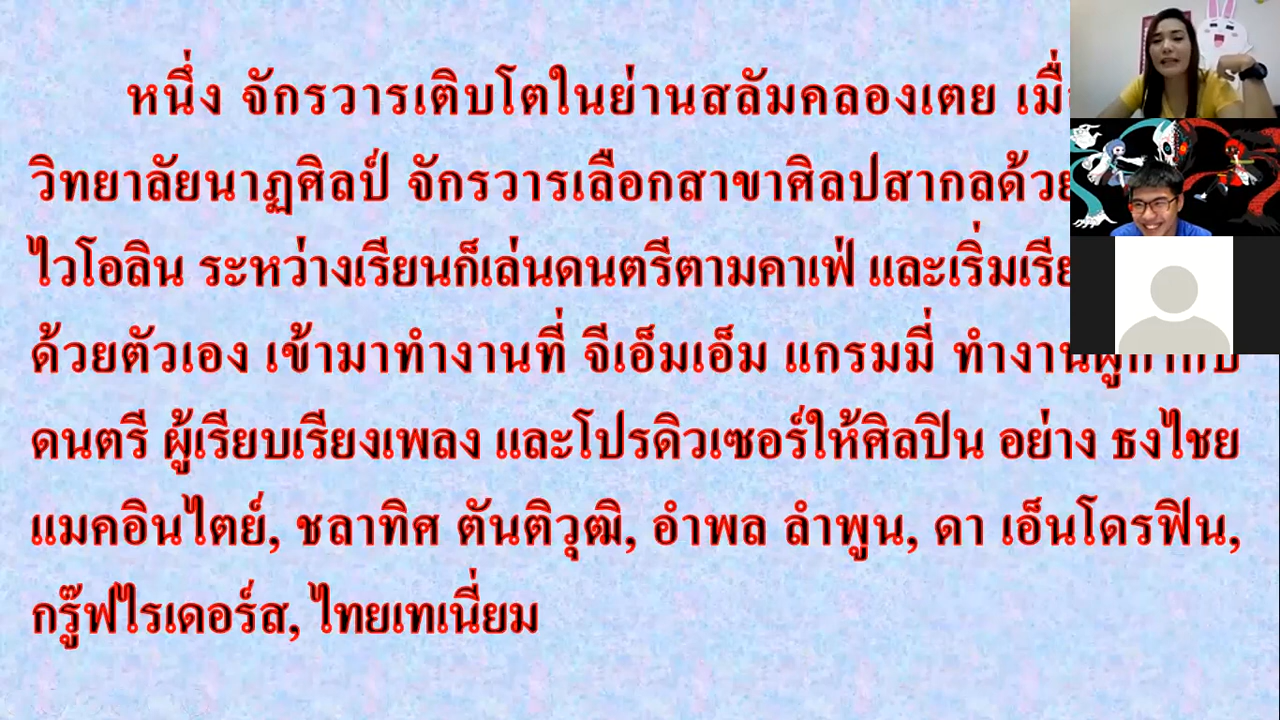 หนึ่ง จักรวารเติบโตในย่านสลัมคลองเตย
วิทยาลัยนาฏศิลป์ จักรวารเลือกสาขาศิลปสากลด้วย
ไวโอลิน ระหว่างเรียนก็เล่นดนตรีตามคาเฟ่ และเริ่มเรีย
ด้วยตัวเอง เข้ามาทำงานที่ จีเอ็มเอ็ม แกรมมี่ ทำงานผู้กำกับ
ดนตรี ผู้เรียบเรียงเพลง และโปรดิวเซอร์ให้ศิลปิน อย่าง ธงไชย
แมคอินไตย์, ชลาทิศ ตันติวุฒิ, อำพล ลำพูน, ดา เอ็นโดรฟิน,
กรู๊ฟไรเดอร์ส, ไทยเทเนี่ยม